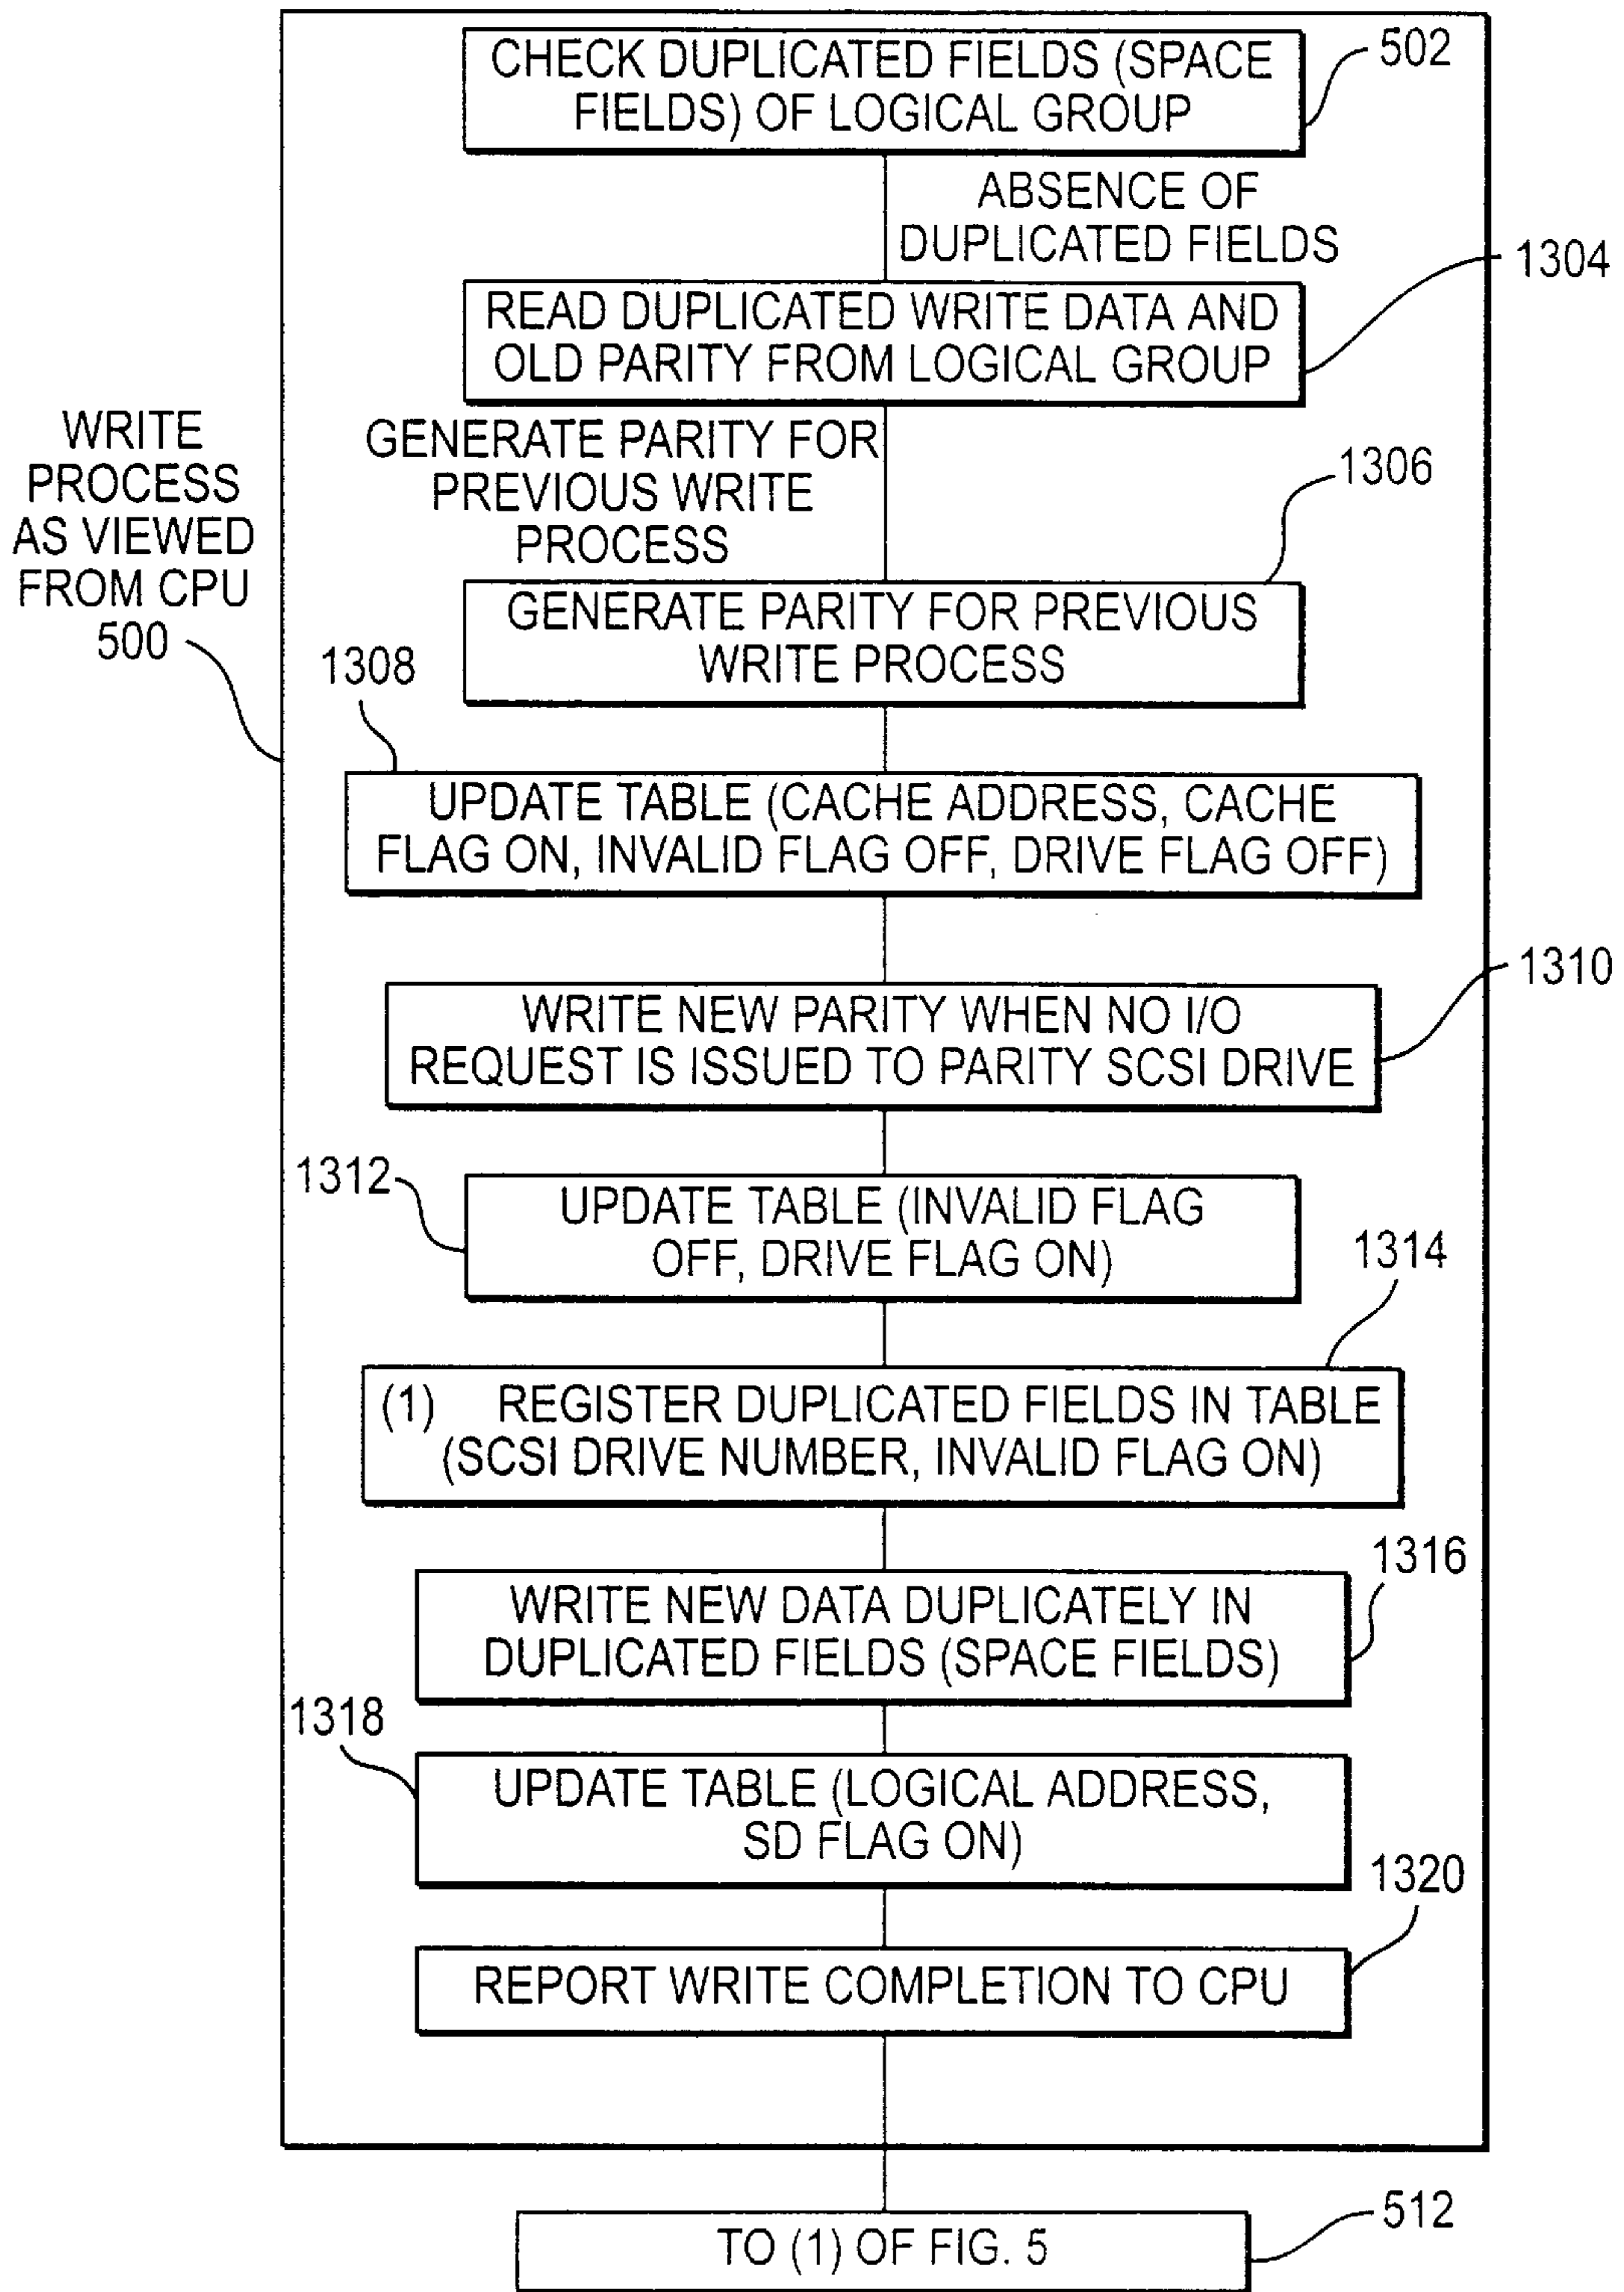 CHECK DUPLICATED FIELDS (SPACE
FIELDS) OF LOGICAL GROUP
502
ABSENCE OF
DUPLICATED FIELDS
1304
READ DUPLICATED WRITE DATA AND
OLD PARITY FROM LOGICAL GROUP
WRITE
PROCESS
AS VIEWED
FROM CPU
500
GENERATE PARITY FOR
PREVIOUS WRITE
PROCESS
1306
GENERATE PARITY FOR PREVIOUS
WRITE PROCESS
1308
UPDATE TABLE (CACHE ADDRESS, CACHE
FLAG ON, INVALID FLAG OFF, DRIVE FLAG OFF)
1310
WRITE NEW PARITY WHEN NO I/O
REQUEST IS ISSUED TO PARITY SCSI DRIVE
1312
UPDATE TABLE (INVALID FLAG
OFF, DRIVE FLAG ON)
1314
(1) REGISTER DUPLICATED FIELDS IN TABLE
(SCSI DRIVE NUMBER, INVALID FLAG ON)
1316
WRITE NEW DATA DUPLICATELY IN
DUPLICATED FIELDS (SPACE FIELDS)
1318
UPDATE TABLE (LOGICAL ADDRESS,
SD FLAG ON)
1320
REPORT WRITE COMPLETION TO CPU
512
TO (1) OF FIG. 5